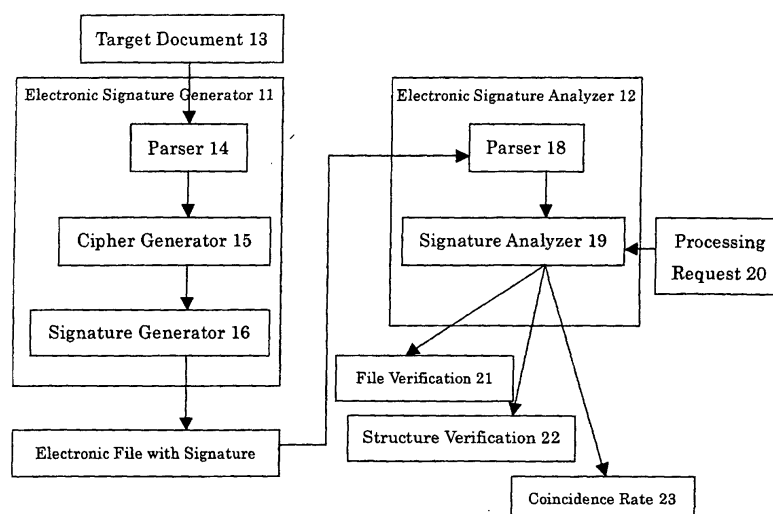 Target Document 13
Electronic Signature Generator 11
Parser 14
Cipher Generator 15
Signature Generator 16
Electronic File with Signature
Electronic Signature Analyzer 12
Parser 18
Signature Analyzer 19
Processing
Request 20
File Verification 21
Structure Verification 22
Coincidence Rate 23